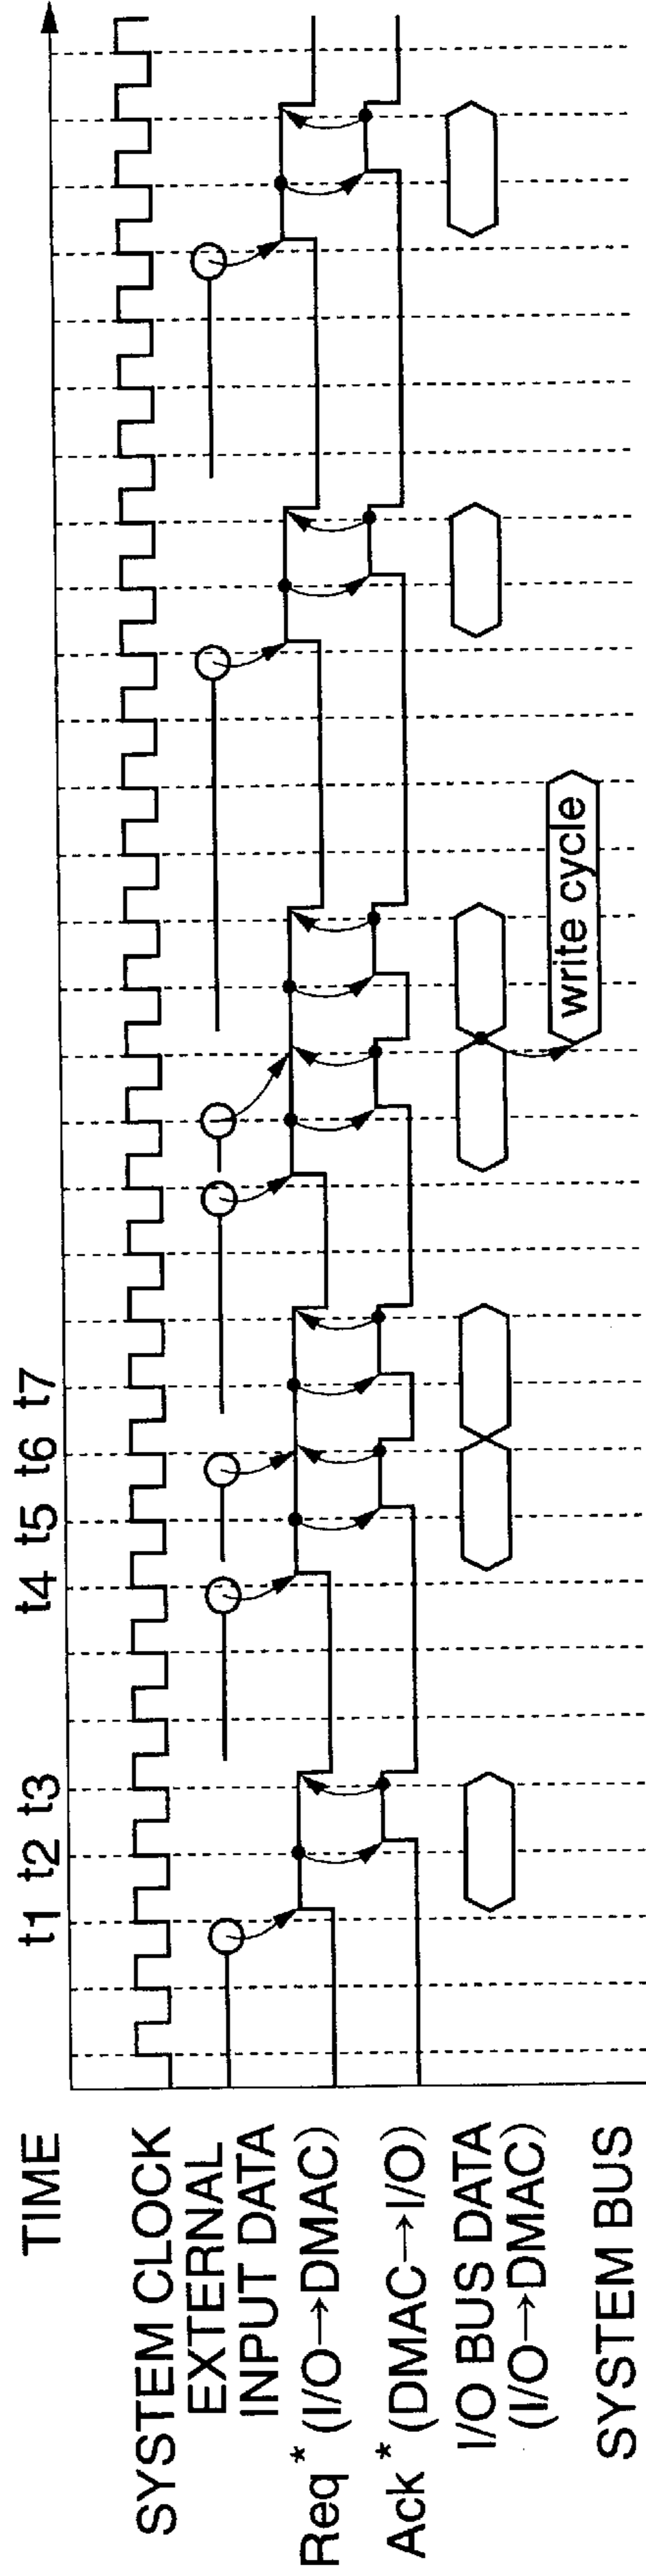 TIME
t1 t2 t3 t4 t5 t6 t7
SYSTEM CLOCK
EXTERNAL
INPUT DATA
Req* (I/O→DMAC)
Ack* (DMAC→I/O)
I/O BUS DATA
(I/O→DMAC)
SYSTEM BUS
write cycle